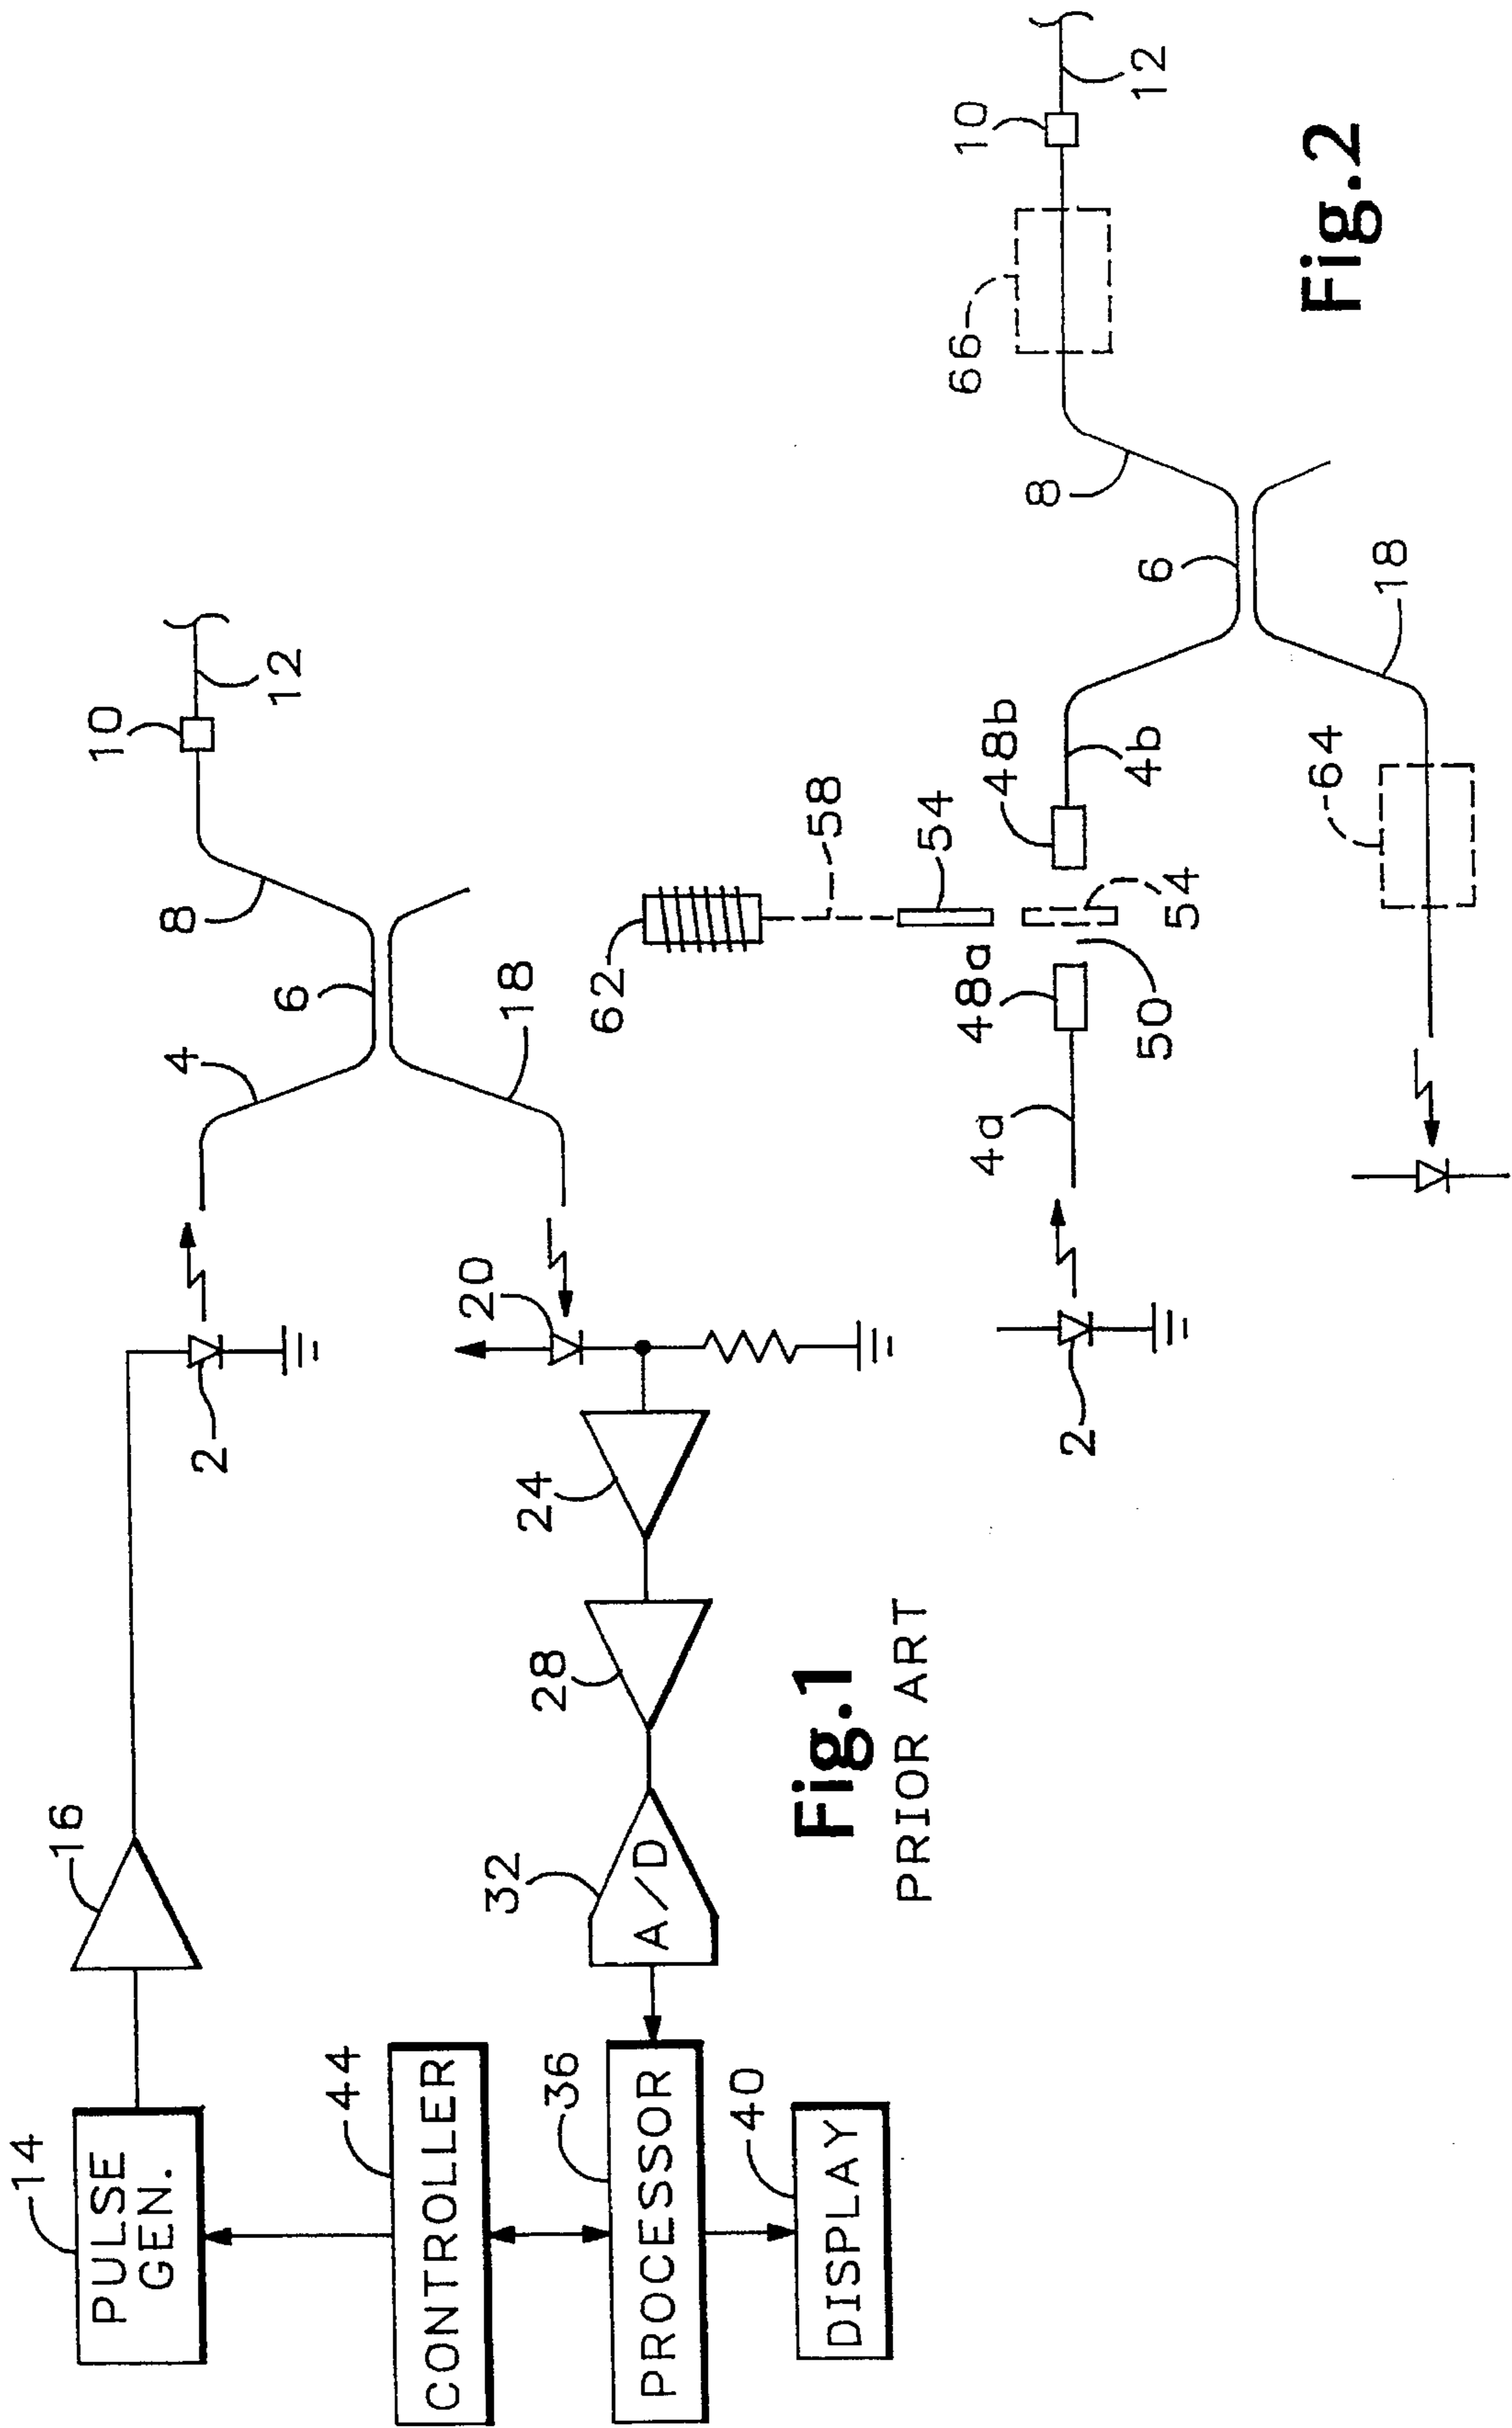 14
PULSE
GEN.
16
2
4
6
8
10
12
18
20
24
28
32
A/D
44
CONTROLLER
36
PROCESSOR
40
DISPLAY
Fig.1
PRIOR ART
2
4a
48a
50
54
54
58
62
48b
4b
6
8
10
12
18
64
66
Fig.2